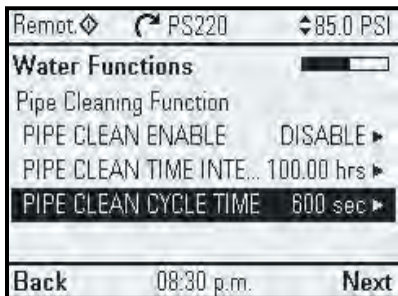 Remot. PS220 85.0 PSI
Water Functions
Pipe Cleaning Function
PIPE CLEAN ENABLE DISABLE
PIPE CLEAN TIME INTE... 100.00 hrs
PIPE CLEAN CYCLE TIME 600 sec
Back 08:30 p.m. Next